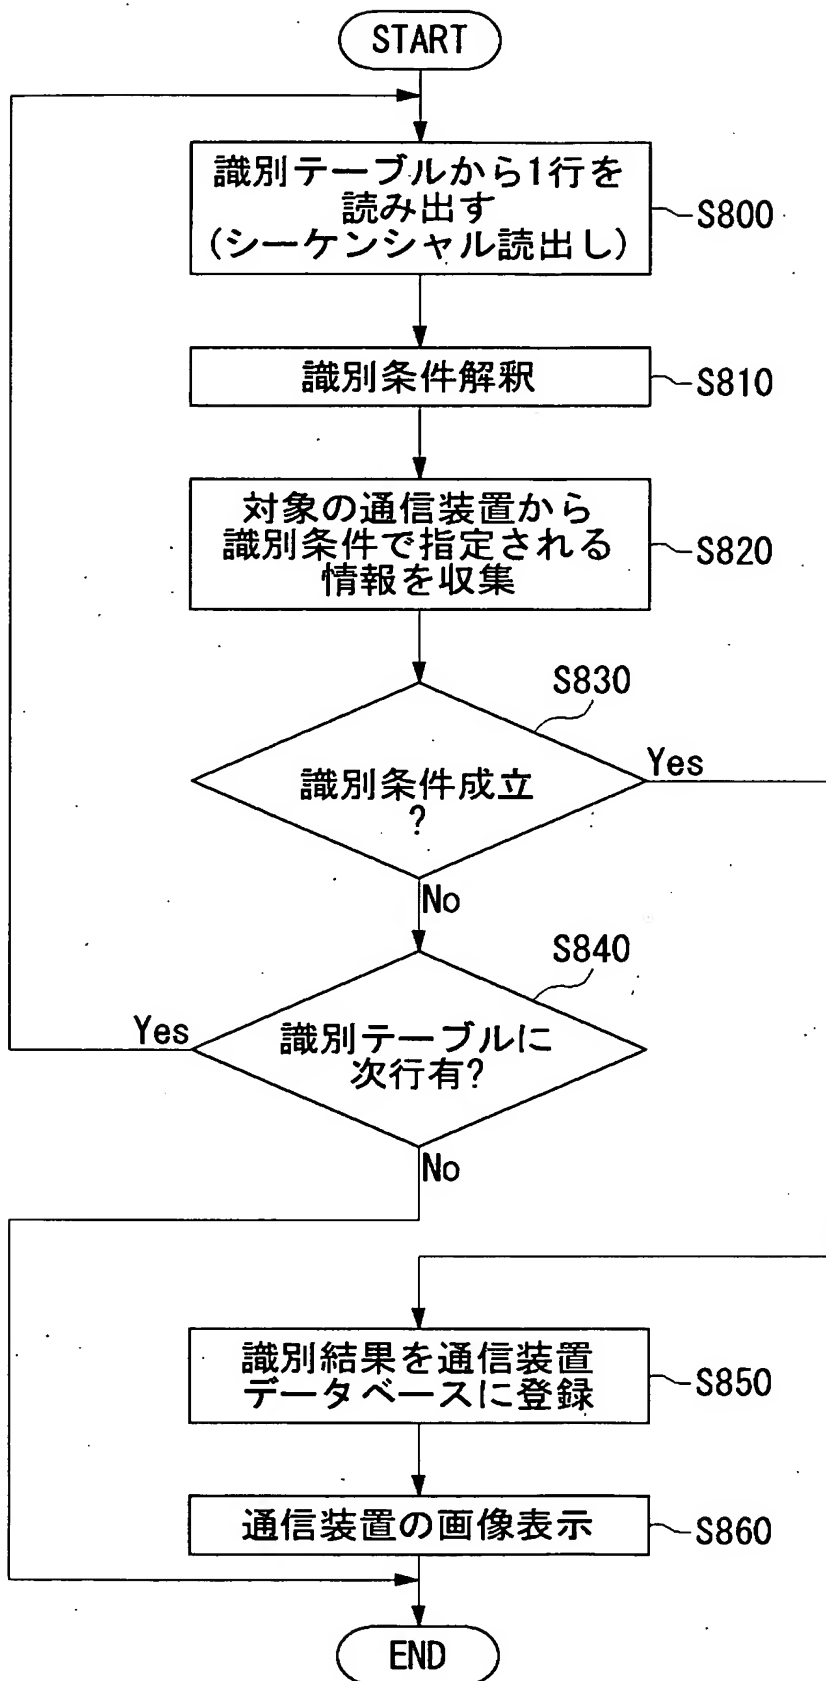 START
識別テーブルから1行を
読み出す
(シーケンシャル読出し)
S800
識別条件解釈
S810
対象の通信装置から
識別条件で指定される
情報を収集
S820
S830
識別条件成立
?
Yes
No
S840
識別テーブルに
次行有?
Yes
No
識別結果を通信装置
データベースに登録
S850
通信装置の画像表示
S860
END